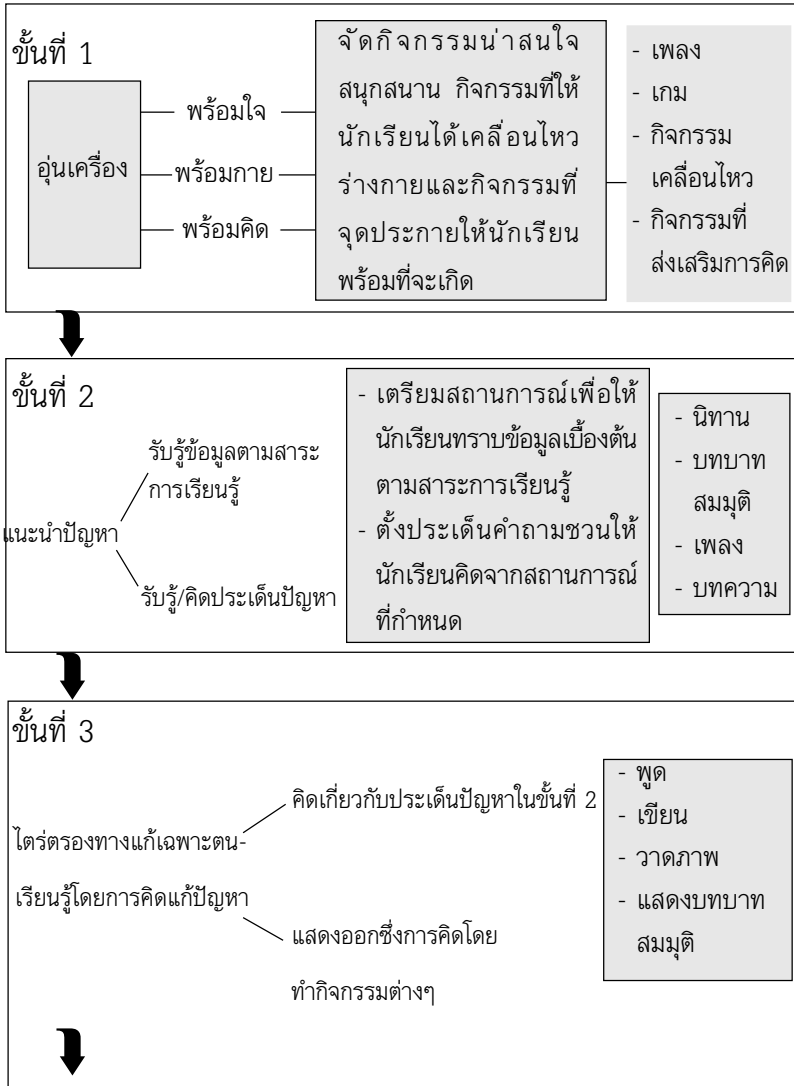 ขั้นที่ 1
อุ่นเครื่อง
พร้อมใจ
พร้อมกาย
พร้อมคิด
จัดกิจกรรมน่าสนใจ
สนุกสนาน กิจกรรมที่ให้
นักเรียนได้เคลื่อนไหว
ร่างกายและกิจกรรมที่
จุดประกายให้นักเรียน
พร้อมที่จะเกิด
- เพลง
- เกม
- กิจกรรม
เคลื่อนไหว
- กิจกรรมที่
ส่งเสริมการคิด
ขั้นที่ 2
แนะนำปัญหา
รับรู้ข้อมูลตามสาระ
การเรียนรู้
รับรู้/คิดประเด็นปัญหา
- เตรียมสถานการณ์เพื่อให้
นักเรียนทราบข้อมูลเบื้องต้น
ตามสาระการเรียนรู้
- ตั้งประเด็นคำถามชวนให้
นักเรียนคิดจากสถานการณ์
ที่กำหนด
- นิทาน
- บทบาท
สมมุติ
- เพลง
- บทความ
ขั้นที่ 3
ไตร่ตรองทางแก้เฉพาะตน-
เรียนรู้โดยการคิดแก้ปัญหา
คิดเกี่ยวกับประเด็นปัญหาในขั้นที่ 2
แสดงออกซึ่งการคิดโดย
ทำกิจกรรมต่างๆ
- พูด
- เขียน
- วาดภาพ
- แสดงบทบาท
สมมุติ